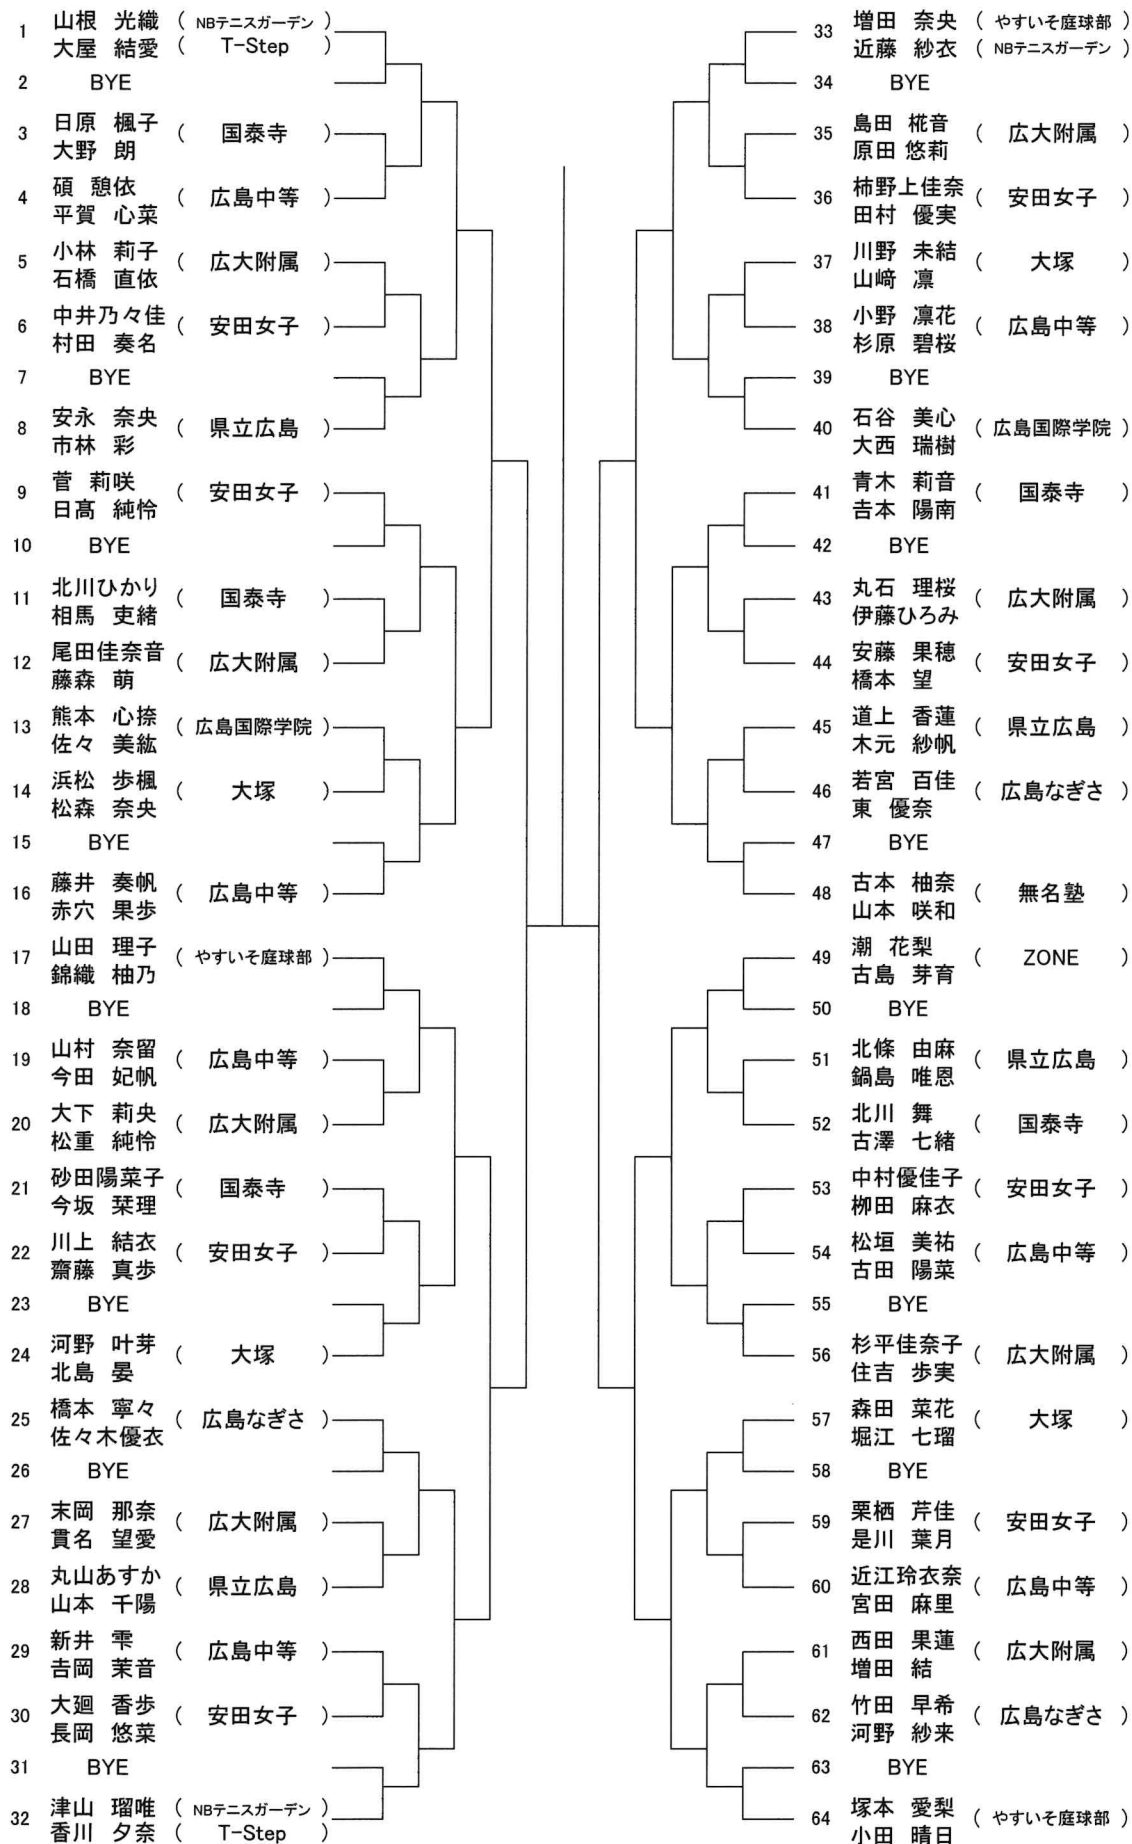 1 山根 光織 ( NBテニスガーデン )
大屋 結愛 ( T-Step )
2 BYE
3 日原 楓子 ( 国泰寺 )
大野 朗
4 碩 憩依 ( 広島中等 )
平賀 心菜
5 小林 莉子 ( 広大附属 )
石橋 直依
6 中井乃々佳 ( 安田女子 )
村田 奏名
7 BYE
8 安永 奈央 ( 県立広島 )
市林 彩
9 菅 莉咲 ( 安田女子 )
日髙 純怜
10 BYE
11 北川ひかり ( 国泰寺 )
相馬 吏緒
12 尾田佳奈音 ( 広大附属 )
藤森 萌
13 熊本 心捺 ( 広島国際学院 )
佐々 美紘
14 浜松 歩楓 ( 大塚 )
松森 奈央
15 BYE
16 藤井 奏帆 ( 広島中等 )
赤穴 果歩
17 山田 理子 ( やすいそ庭球部 )
錦織 柚乃
18 BYE
19 山村 奈留 ( 広島中等 )
今田 妃帆
20 大下 莉央 ( 広大附属 )
松重 純怜
21 砂田陽菜子 ( 国泰寺 )
今坂 栞理
22 川上 結衣 ( 安田女子 )
齋藤 真歩
23 BYE
24 河野 叶芽 ( 大塚 )
北島 晏
25 橋本 寧々 ( 広島なぎさ )
佐々木優衣
26 BYE
27 末岡 那奈 ( 広大附属 )
貫名 望愛
28 丸山あすか ( 県立広島 )
山本 千陽
29 新井 雫 ( 広島中等 )
吉岡 茉音
30 大廻 香歩 ( 安田女子 )
長岡 悠菜
31 BYE
32 津山 瑠唯 ( NBテニスガーデン )
香川 夕奈 ( T-Step )
33 増田 奈央 ( やすいそ庭球部 )
近藤 紗衣 ( NBテニスガーデン )
34 BYE
35 島田 椛音 ( 広大附属 )
原田 悠莉
36 柿野上佳奈 ( 安田女子 )
田村 優実
37 川野 未結 ( 大塚 )
山﨑 凛
38 小野 凛花 ( 広島中等 )
杉原 碧桜
39 BYE
40 石谷 美心 ( 広島国際学院 )
大西 瑞樹
41 青木 莉音 ( 国泰寺 )
𠮷本 陽南
42 BYE
43 丸石 理桜 ( 広大附属 )
伊藤ひろみ
44 安藤 果穂 ( 安田女子 )
橋本 望
45 道上 香蓮 ( 県立広島 )
木元 紗帆
46 若宮 百佳 ( 広島なぎさ )
東 優奈
47 BYE
48 古本 柚奈 ( 無名塾 )
山本 咲和
49 潮 花梨 ( ZONE )
古島 芽育
50 BYE
51 北條 由麻 ( 県立広島 )
鍋島 唯恩
52 北川 舞 ( 国泰寺 )
古澤 七緒
53 中村優佳子 ( 安田女子 )
栁田 麻衣
54 松垣 美祐 ( 広島中等 )
古田 陽菜
55 BYE
56 杉平佳奈子 ( 広大附属 )
住吉 歩実
57 森田 菜花 ( 大塚 )
堀江 七瑠
58 BYE
59 栗栖 芹佳 ( 安田女子 )
是川 葉月
60 近江玲衣奈 ( 広島中等 )
宮田 麻里
61 西田 果蓮 ( 広大附属 )
増田 結
62 竹田 早希 ( 広島なぎさ )
河野 紗来
63 BYE
64 塚本 愛梨 ( やすいそ庭球部 )
小田 晴日